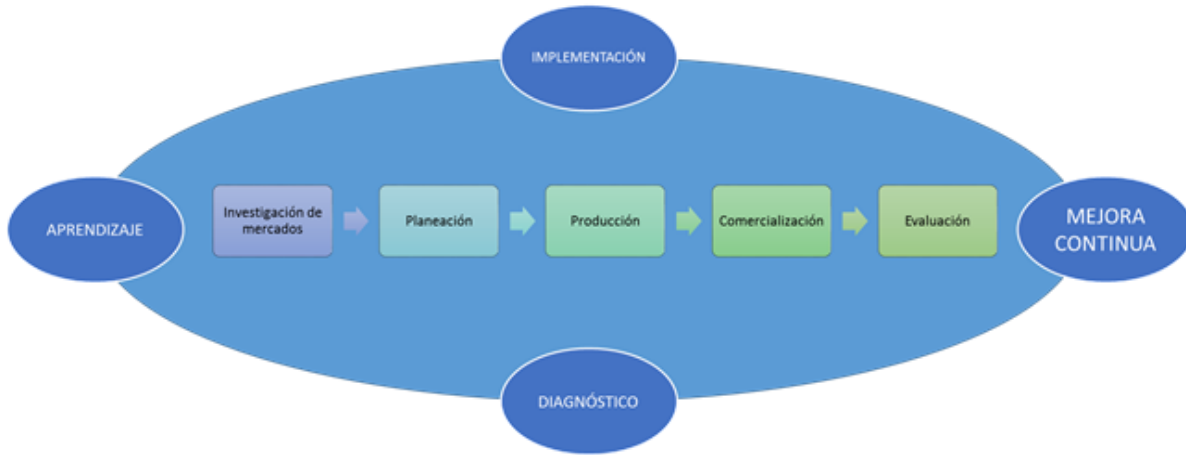 IMPLEMENTACIÓN
APRENDIZAJE
Investigación de
mercados
Planeación
Producción
Comercialización
Evaluación
MEJORA
CONTINUA
DIAGNÓSTICO